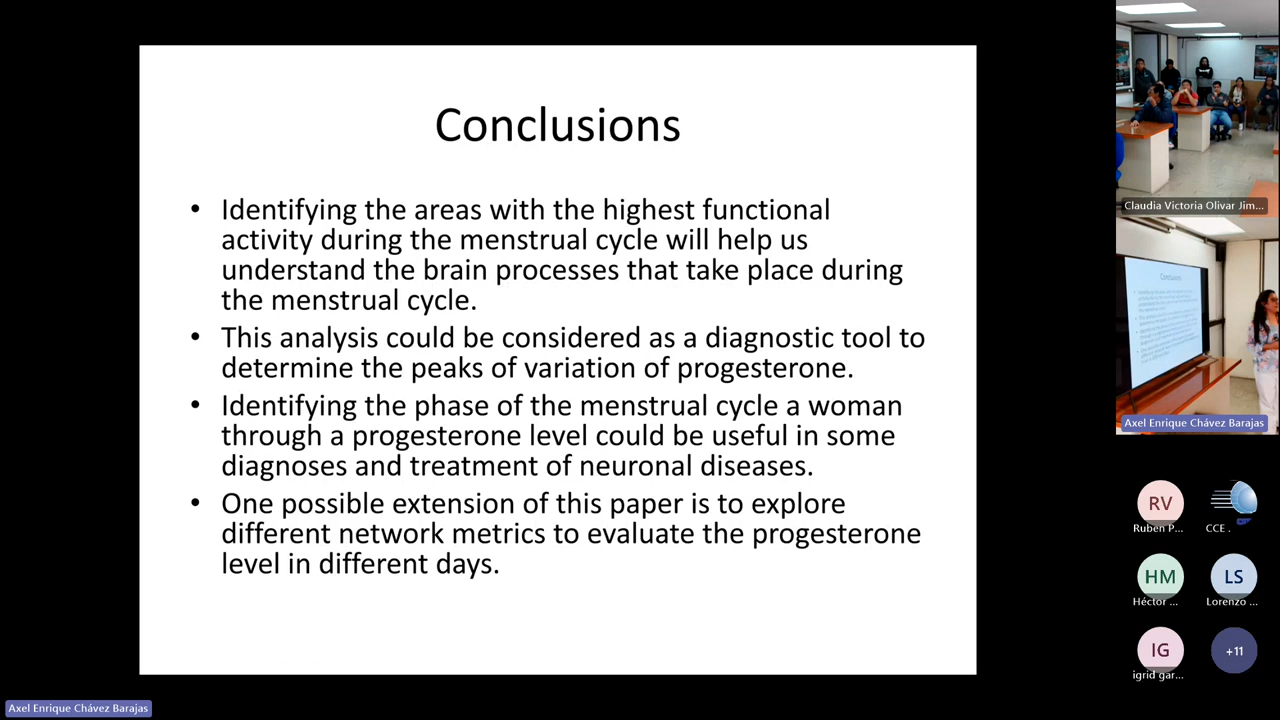 Conclusions
• Identifying the areas with the highest functional
activity during the menstrual cycle will help us
understand the brain processes that take place during
the menstrual cycle.
• This analysis could be considered as a diagnostic tool to
determine the peaks of variation of progesterone.
• Identifying the phase of the menstrual cycle a woman
through a progesterone level could be useful in some
diagnoses and treatment of neuronal diseases.
• One possible extension of this paper is to explore
different network metrics to evaluate the progesterone
level in different days.
Claudia Victoria Olivar Jim...
Conclusions
Axel Enrique Chávez Barajas
RV
Ruben P...
CCE .
HM
Héctor ...
LS
Lorenzo ...
IG
igrid gar...
+11
Axel Enrique Chávez Barajas